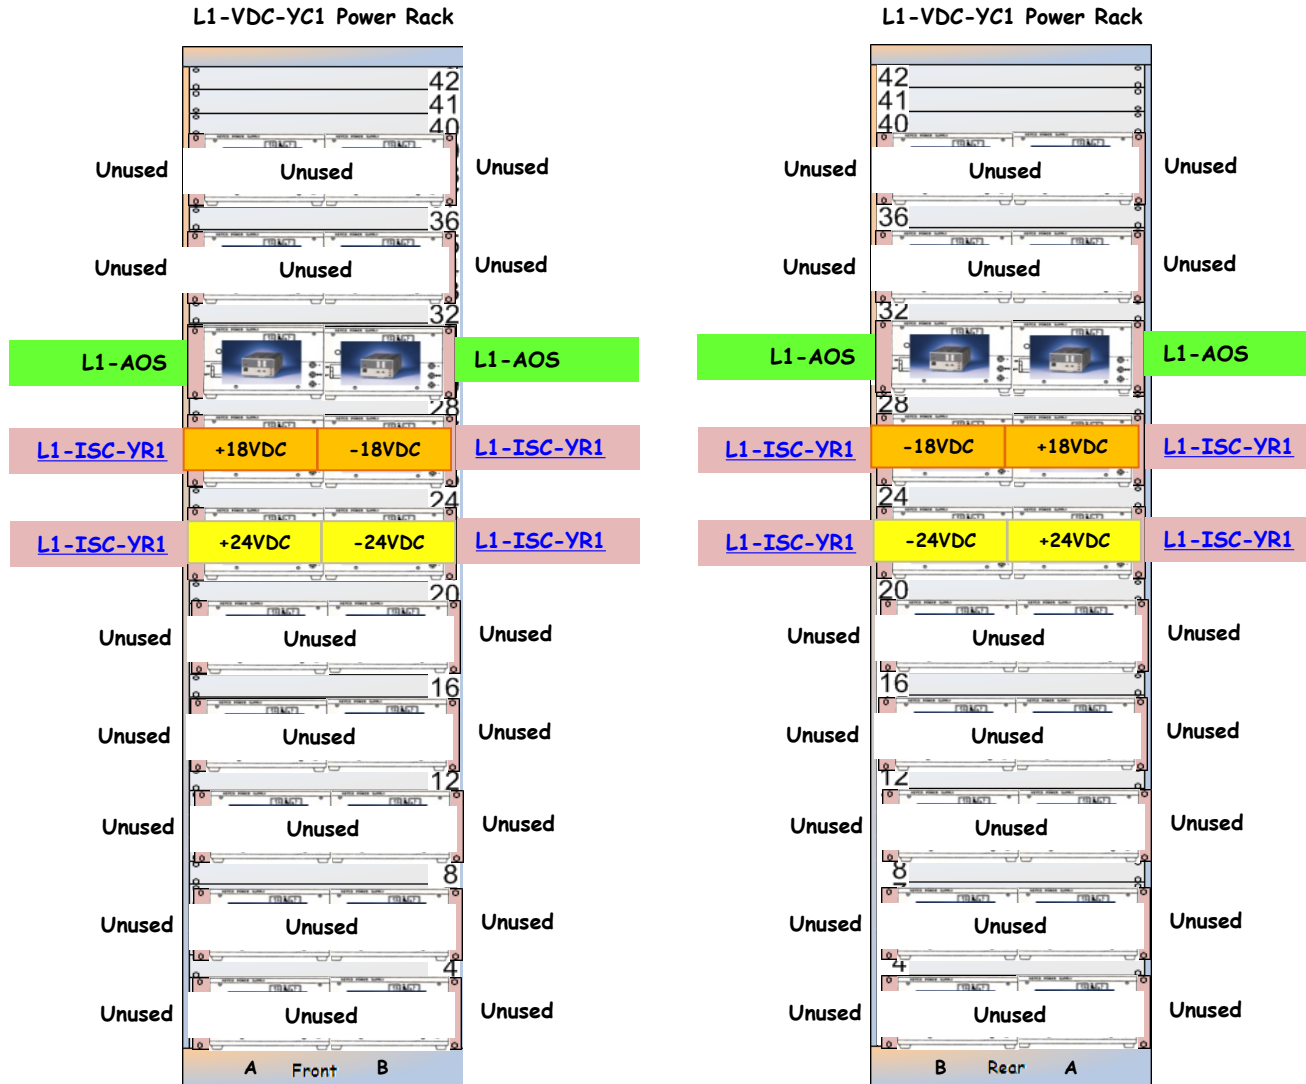 L1-VDC-YC1 Power Rack
42
41
40
Unused Unused Unused
36
Unused Unused Unused
32
L1-AOS L1-AOS
28
L1-ISC-YR1 +18VDC -18VDC L1-ISC-YR1
24
L1-ISC-YR1 +24VDC -24VDC L1-ISC-YR1
20
Unused Unused Unused
16
Unused Unused Unused
12
Unused Unused Unused
8
Unused Unused Unused
4
Unused Unused Unused
A Front B
L1-VDC-YC1 Power Rack
42
41
40
Unused Unused Unused
36
Unused Unused Unused
32
L1-AOS L1-AOS
28
L1-ISC-YR1 -18VDC +18VDC L1-ISC-YR1
24
L1-ISC-YR1 -24VDC +24VDC L1-ISC-YR1
20
Unused Unused Unused
16
Unused Unused Unused
12
Unused Unused Unused
8
Unused Unused Unused
4
Unused Unused Unused
B Rear A